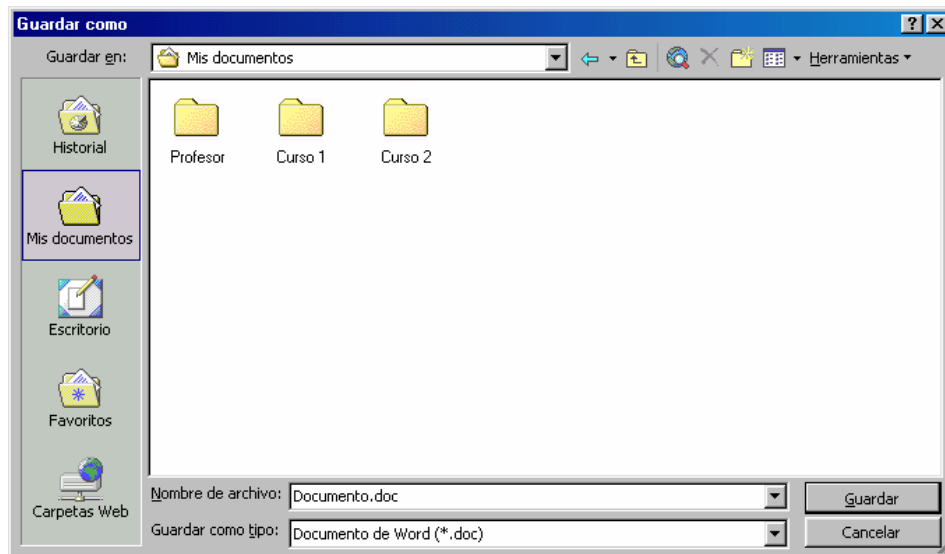 Guardar como
Guardar en:
Mis documentos
Herramientas
Historial
Mis documentos
Escritorio
Favoritos
Carpetas Web
Profesor
Curso 1
Curso 2
Nombre de archivo:
Documento.doc
Guardar
Guardar como tipo:
Documento de Word (*.doc)
Cancelar